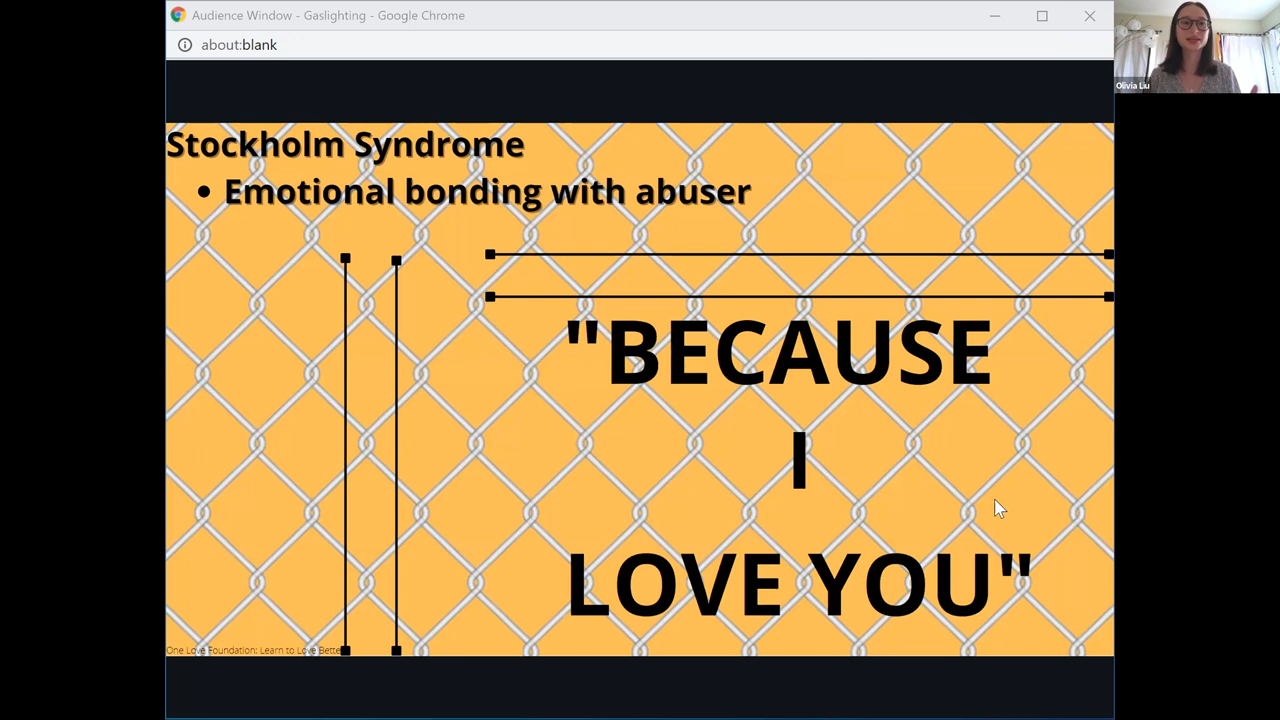 Audience Window - Gaslighting - Google Chrome
about:blank
Olivia Liu
Stockholm Syndrome
• Emotional bonding with abuser
"BECAUSE
I
LOVE YOU"
One Love Foundation: Learn to Love Better